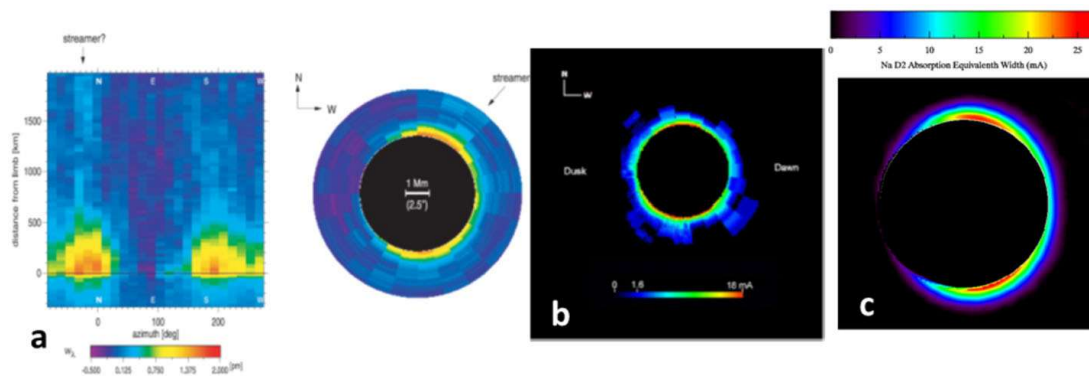 streamer?
N E S W
1500
1000
500
0
distance from limb [km]
N E S W
0 100 200
azimuth [deg]
a
W_λ
-0.500 0.125 0.750 1.375 2.000
[pm]
N
W
streamer
1 Mm
(2.5")
N
W
Dusk
Dawn
0 1,6 18 mA
b
0 5 10 15 20 25
Na D2 Absorption Equivalenth Width (mA)
c